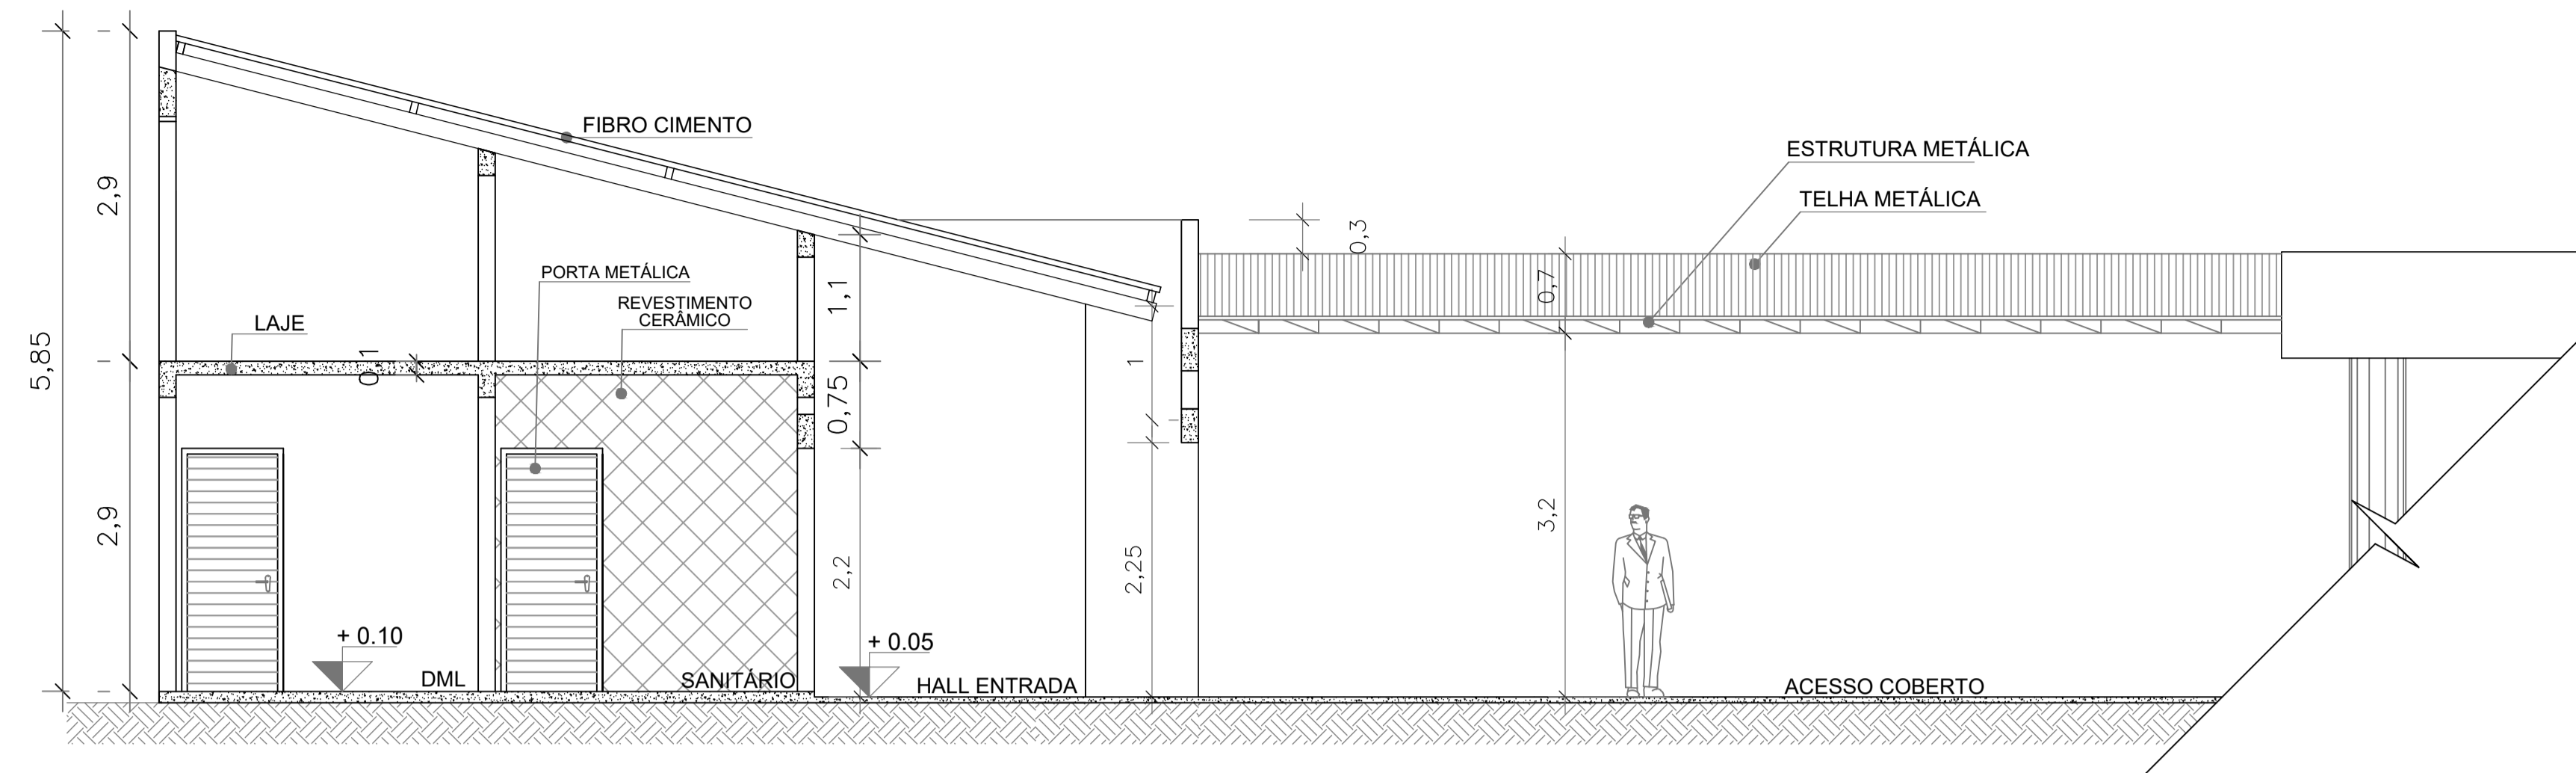 FIBRO CIMENTO
ESTRUTURA METÁLICA
TELHA METÁLICA
2,9
0,3
PORTA METÁLICA
REVESTIMENTO
CERÂMICO
LAJE
1,1
0,7
5,85
0,1
1
0,75
2,9
2,2
2,25
3,2
+ 0.10
+ 0.05
DML
SANITÁRIO
HALL ENTRADA
ACESSO COBERTO